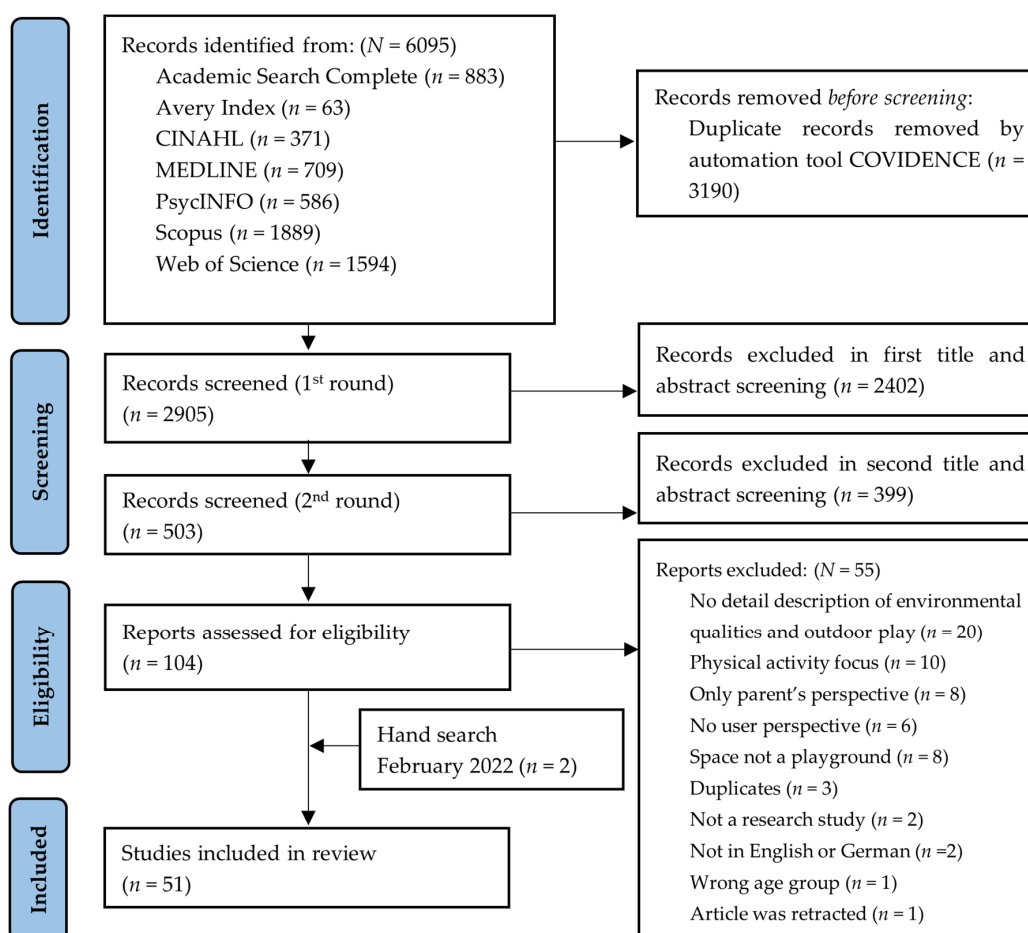 Identification
Records identified from: (N = 6095)
Academic Search Complete (n = 883)
Avery Index (n = 63)
CINAHL (n = 371)
MEDLINE (n = 709)
PsycINFO (n = 586)
Scopus (n = 1889)
Web of Science (n = 1594)
Records removed before screening:
Duplicate records removed by
automation tool COVIDENCE (n =
3190)
Screening
Records screened (1st round)
(n = 2905)
Records excluded in first title and
abstract screening (n = 2402)
Records screened (2nd round)
(n = 503)
Records excluded in second title and
abstract screening (n = 399)
Eligibility
Reports assessed for eligibility
(n = 104)
Reports excluded: (N = 55)
No detail description of environmental
qualities and outdoor play (n = 20)
Physical activity focus (n = 10)
Only parent's perspective (n = 8)
No user perspective (n = 6)
Space not a playground (n = 8)
Duplicates (n = 3)
Not a research study (n = 2)
Not in English or German (n =2)
Wrong age group (n = 1)
Article was retracted (n = 1)
Hand search
February 2022 (n = 2)
Included
Studies included in review
(n = 51)